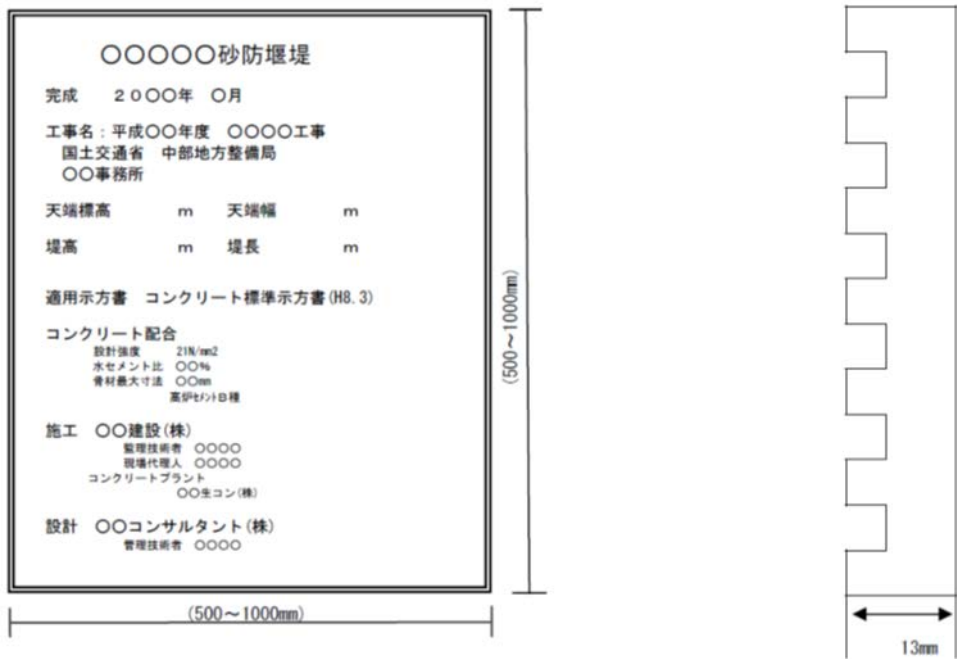 ○○○○○砂防堰堤
完成　２０○○年　○月
工事名：平成○○年度　○○○○工事
国土交通省　中部地方整備局
○○事務所
天端標高　ｍ　天端幅　ｍ
堤高　ｍ　堤長　ｍ
適用示方書　コンクリート標準示方書(H8.3)
コンクリート配合
設計強度　21N/mm2
水セメント比　○○%
骨材最大寸法　○○mm
高炉ｾﾒﾝﾄB種
施工　○○建設(株)
監理技術者　○○○○
現場代理人　○○○○
コンクリートプラント
○○生コン(株)
設計　○○コンサルタント(株)
管理技術者　○○○○
(500～1000mm)
(500～1000mm)
13mm